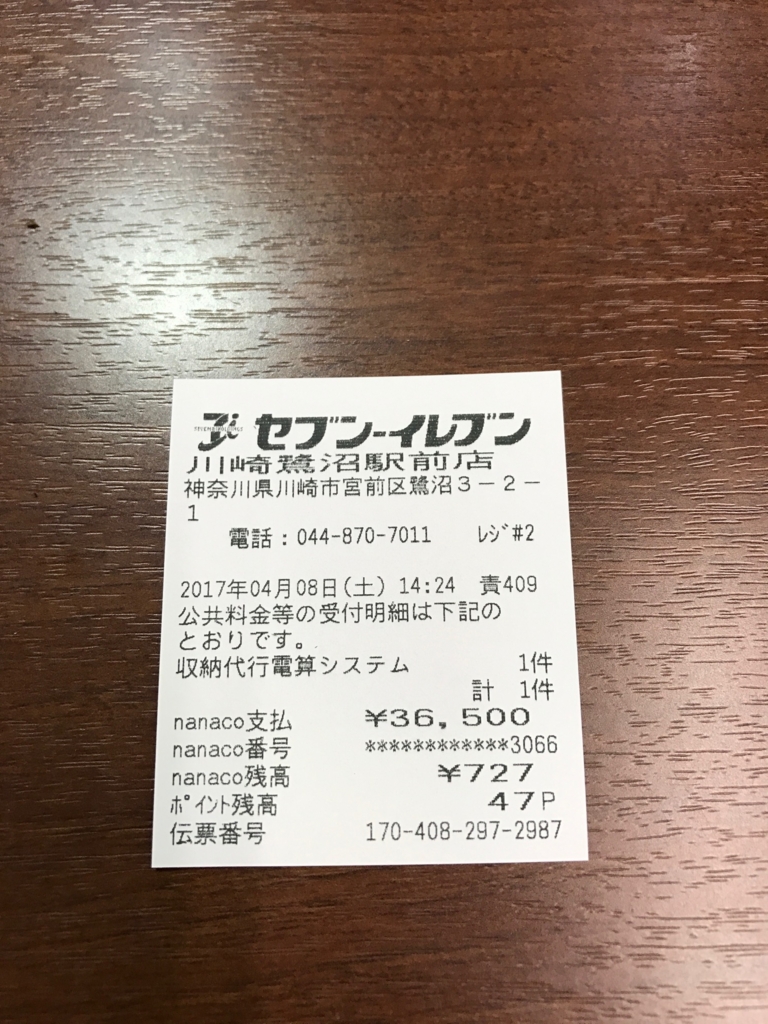 セブン-イレブン
川崎鷺沼駅前店
神奈川県川崎市宮前区鷺沼3-2-
1
電話:044-870-7011 レジ#2
2017年04月08日(土) 14:24 責409
公共料金等の受付明細は下記の
とおりです。
収納代行電算システム 1件
計 1件
nanaco支払 ¥36,500
nanaco番号 ************3066
nanaco残高 ¥727
ポイント残高 47P
伝票番号 170-408-297-2987